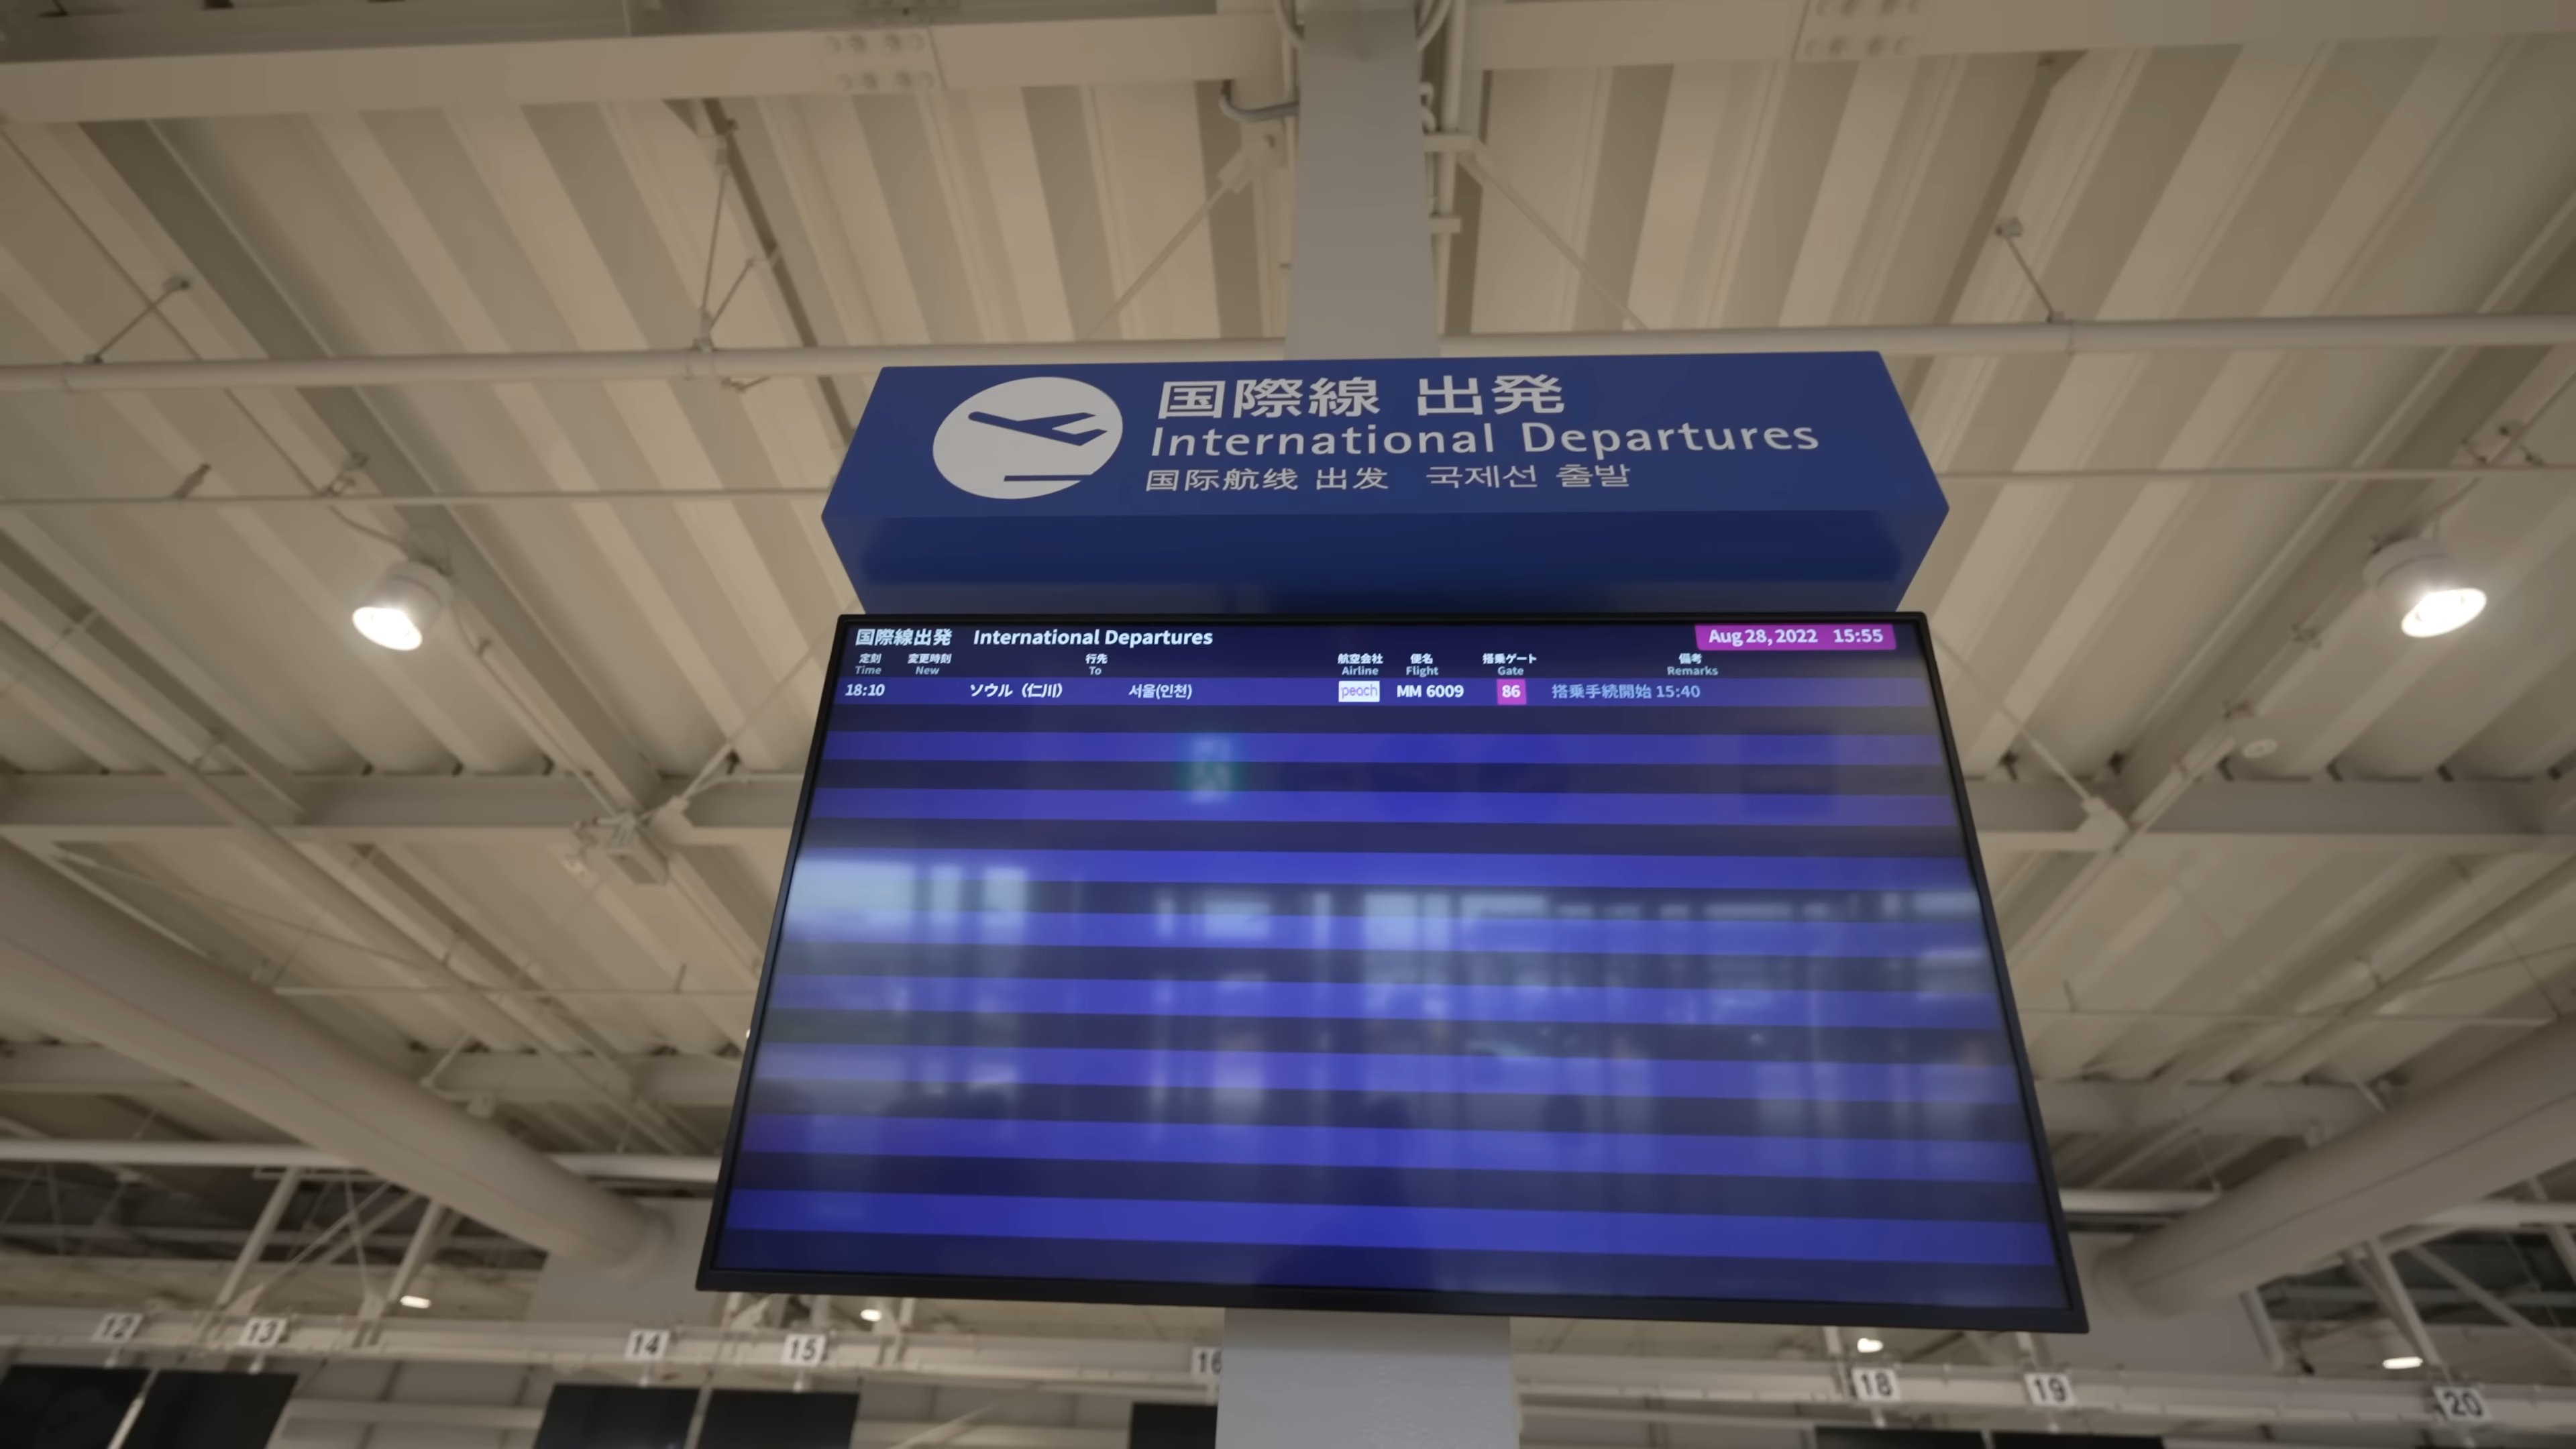 国際線 出発
International Departures
国际航线 出发 국제선 출발
国際線出発 International Departures Aug 28, 2022 15:55
定刻 変更時刻 行先 航空会社 便名 搭乗ゲート 備考
Time New To Airline Flight Gate Remarks
18:10 ソウル（仁川） 서울(인천) peach MM 6009 86 搭乗手続開始 15:40
12 13 14 15 16 18 19 20